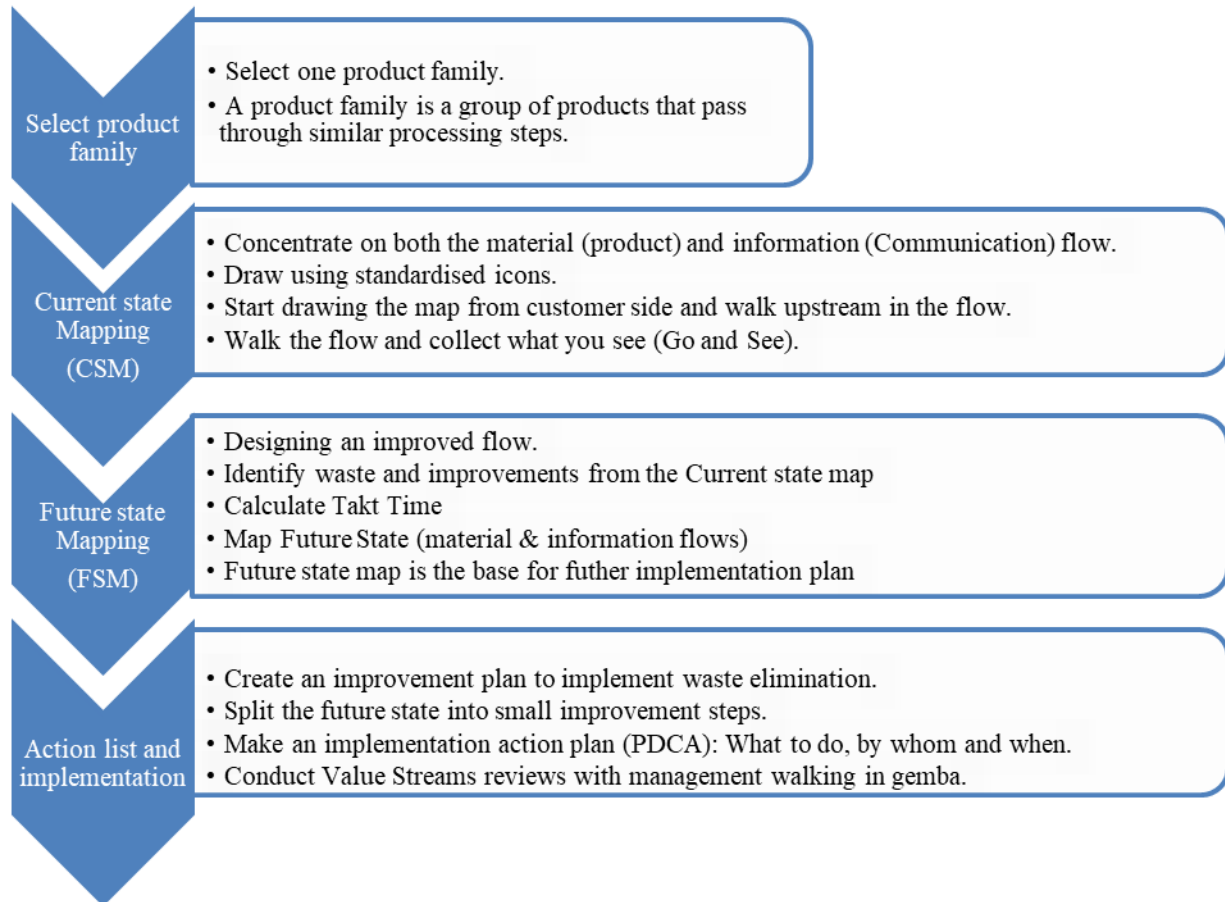 Select product
family
• Select one product family.
• A product family is a group of products that pass
through similar processing steps.
Current state
Mapping
(CSM)
• Concentrate on both the material (product) and information (Communication) flow.
• Draw using standardised icons.
• Start drawing the map from customer side and walk upstream in the flow.
• Walk the flow and collect what you see (Go and See).
Future state
Mapping
(FSM)
• Designing an improved flow.
• Identify waste and improvements from the Current state map
• Calculate Takt Time
• Map Future State (material & information flows)
• Future state map is the base for futher implementation plan
Action list and
implementation
• Create an improvement plan to implement waste elimination.
• Split the future state into small improvement steps.
• Make an implementation action plan (PDCA): What to do, by whom and when.
• Conduct Value Streams reviews with management walking in gemba.